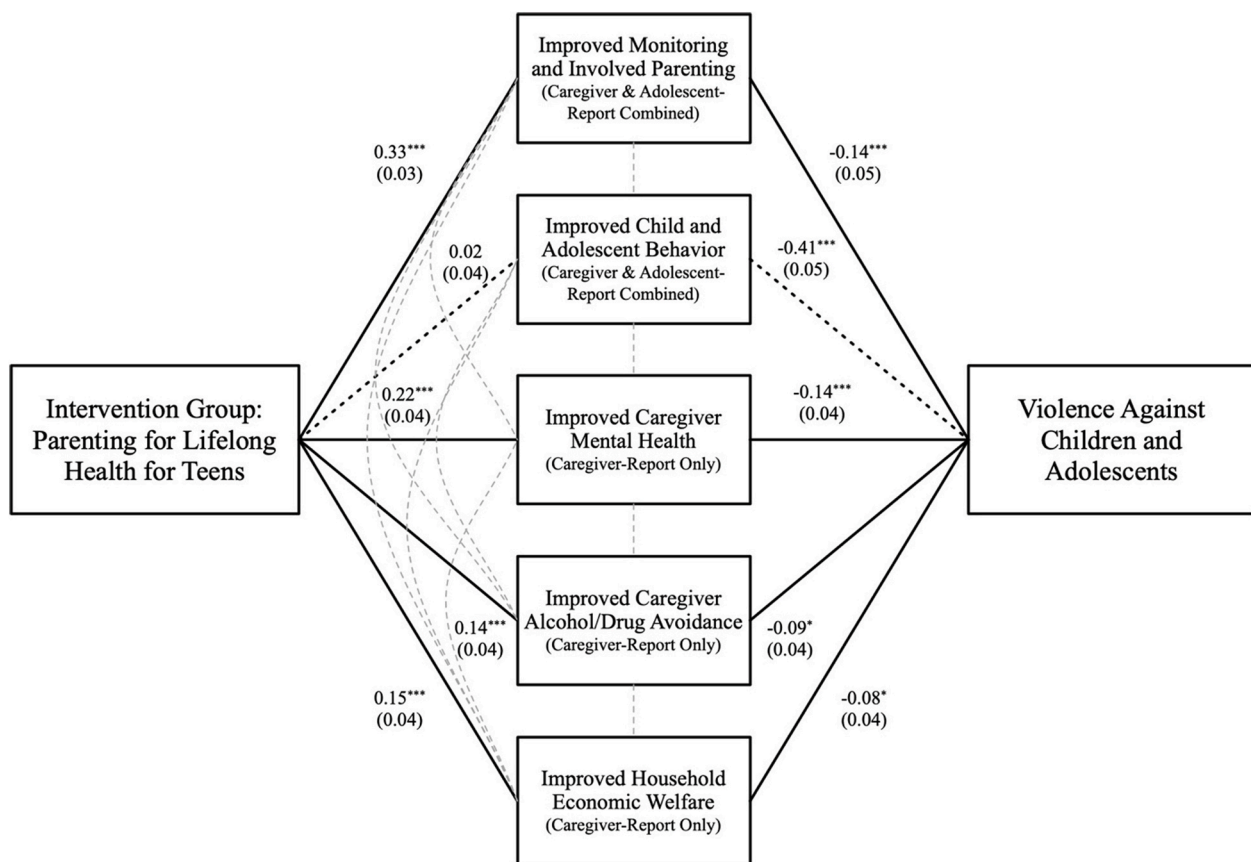 Improved Monitoring
and Involved Parenting
(Caregiver & Adolescent-
Report Combined)
0.33***
(0.03)
-0.14***
(0.05)
Improved Child and
Adolescent Behavior
(Caregiver & Adolescent-
Report Combined)
0.02
(0.04)
-0.41***
(0.05)
Intervention Group:
Parenting for Lifelong
Health for Teens
0.22***
(0.04)
Improved Caregiver
Mental Health
(Caregiver-Report Only)
-0.14***
(0.04)
Violence Against
Children and
Adolescents
Improved Caregiver
Alcohol/Drug Avoidance
(Caregiver-Report Only)
0.14***
(0.04)
-0.09*
(0.04)
0.15***
(0.04)
-0.08*
(0.04)
Improved Household
Economic Welfare
(Caregiver-Report Only)